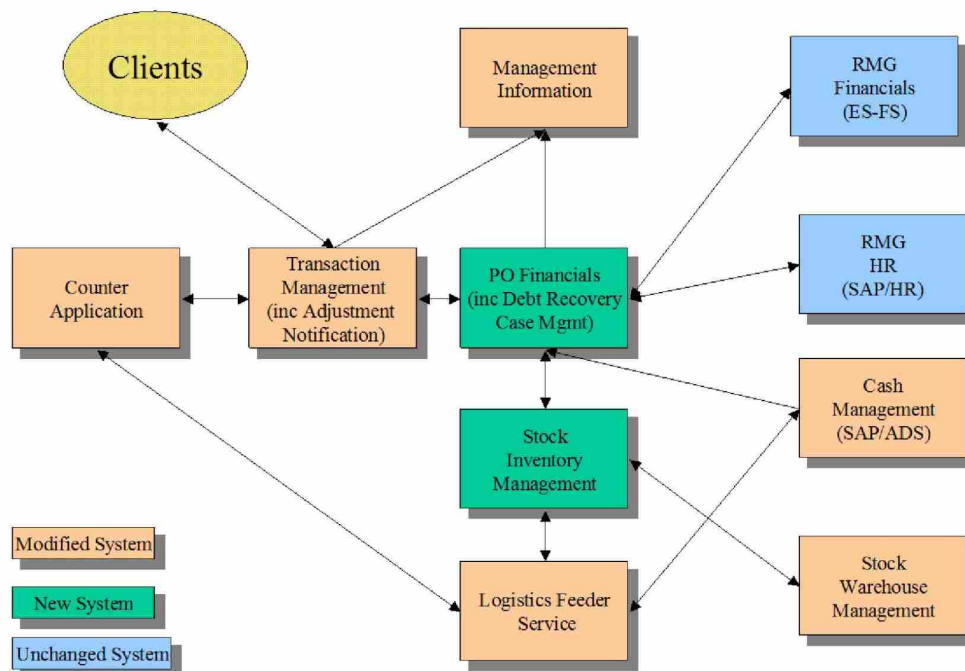 Clients
Management
Information
RMG
Financials
(ES-FS)
Counter
Application
Transaction
Management
(inc Adjustment
Notification)
PO Financials
(inc Debt Recovery
Case Mgmt)
RMG
HR
(SAP/HR)
Cash
Management
(SAP/ADS)
Stock
Inventory
Management
Modified System
New System
Unchanged System
Logistics Feeder
Service
Stock
Warehouse
Management